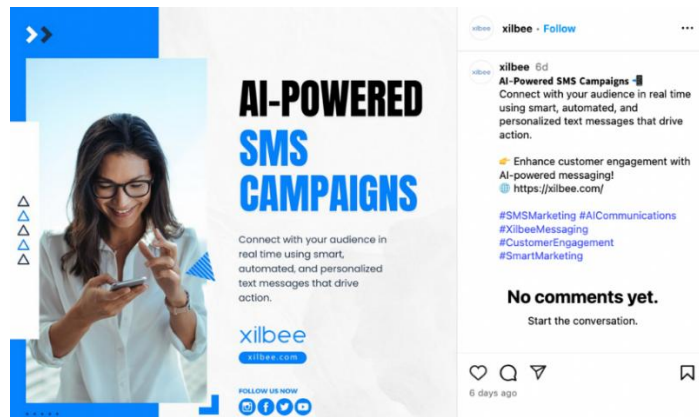 AI-POWERED
SMS
CAMPAIGNS
Connect with your audience in
real time using smart,
automated, and personalized
text messages that drive
action.
xilbee
xilbee.com
FOLLOW US NOW
xilbee
xilbee • Follow
xilbee
xilbee 6d
AI-Powered SMS Campaigns 📲
Connect with your audience in real time
using smart, automated, and
personalized text messages that drive
action.
👉 Enhance customer engagement with
AI-powered messaging!
🌐 https://xilbee.com/
#SMSMarketing #AICommunications
#XilbeeMessaging
#CustomerEngagement
#SmartMarketing
No comments yet.
Start the conversation.
6 days ago